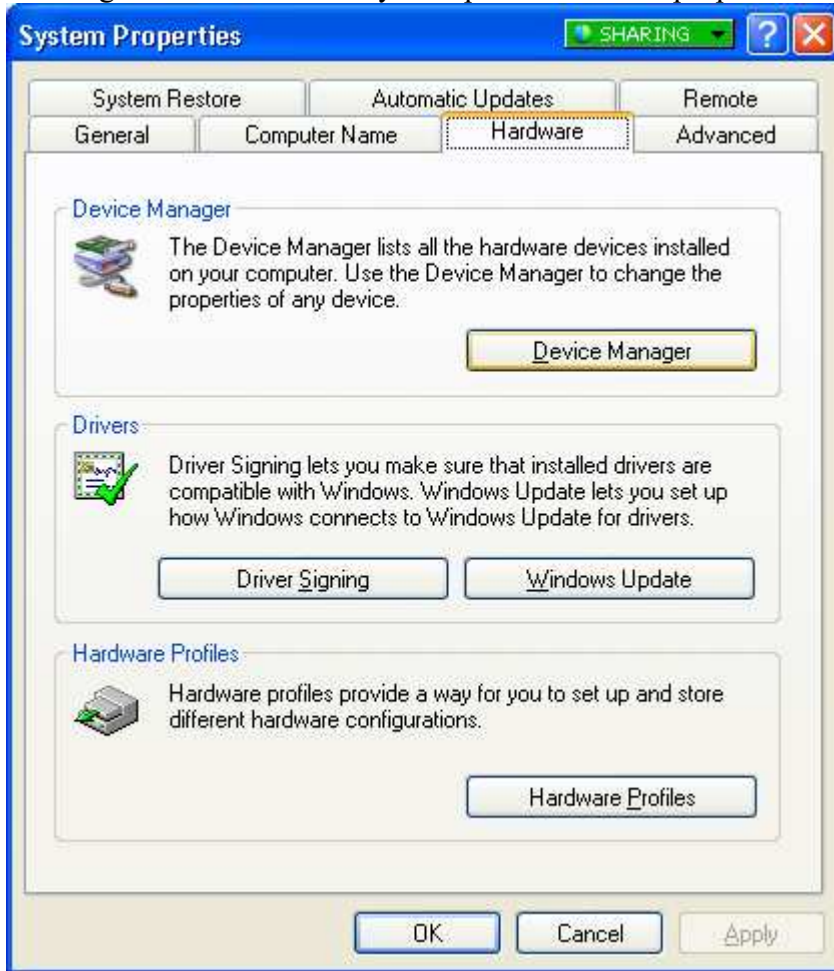 System Properties
SHARING
System Restore Automatic Updates Remote
General Computer Name Hardware Advanced
Device Manager
The Device Manager lists all the hardware devices installed
on your computer. Use the Device Manager to change the
properties of any device.
Device Manager
Drivers
Driver Signing lets you make sure that installed drivers are
compatible with Windows. Windows Update lets you set up
how Windows connects to Windows Update for drivers.
Driver Signing Windows Update
Hardware Profiles
Hardware profiles provide a way for you to set up and store
different hardware configurations.
Hardware Profiles
OK Cancel Apply